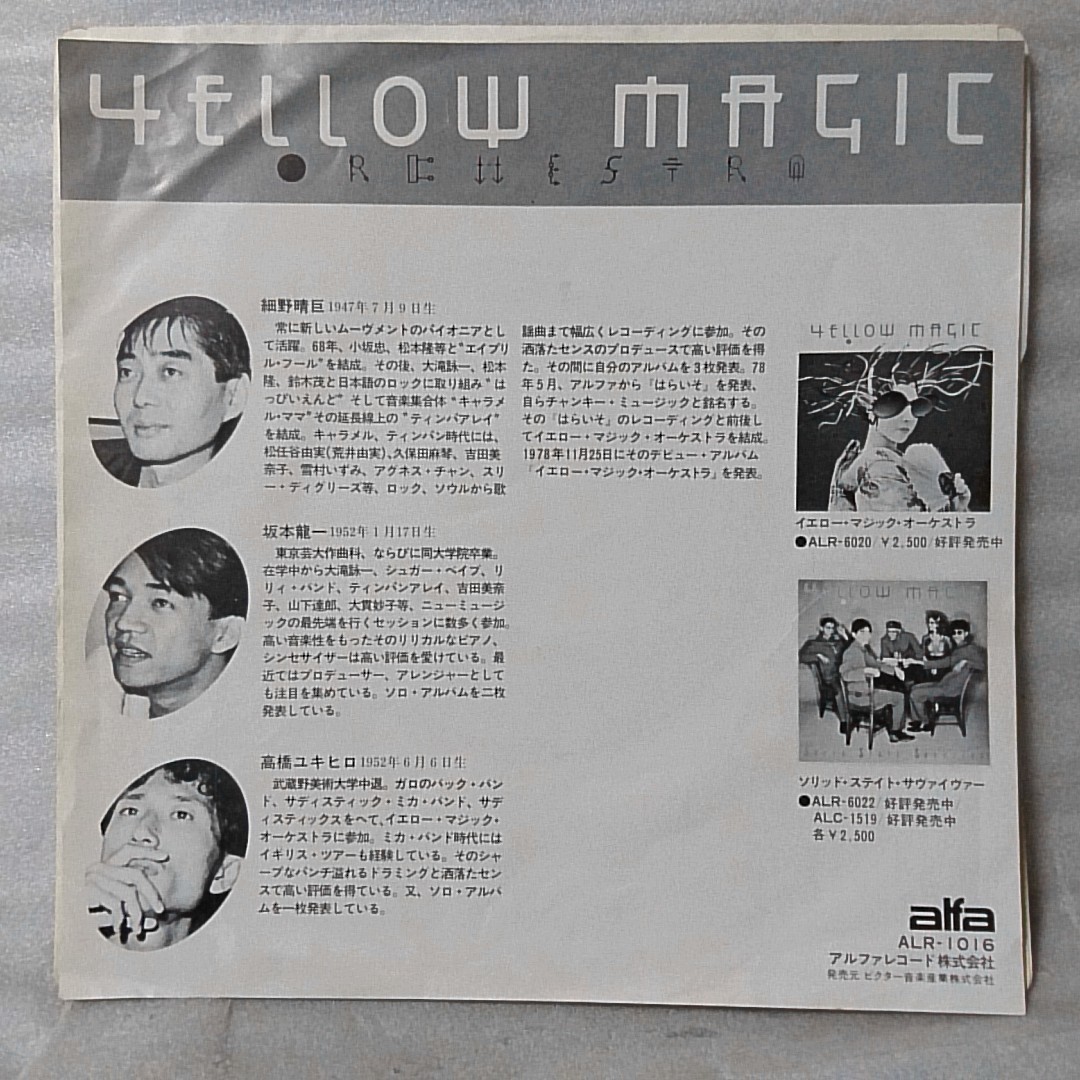 YELLOW MAGIC
ORCHESTRA
細野晴臣1947年7月9日生
常に新しいムーヴメントのパイオニアとし
て活躍。68年、小坂忠、松本隆等と“エイプリ
ル・フール”を結成。その後、大滝詠一、松本
隆、鈴木茂と日本語のロックに取り組み“は
っぴいえんど”そして音楽集合体“キャラメ
ル・ママ”その延長線上の“ティンパアレイ”
を結成。キャラメル、ティンパン時代には、
松任谷由実(荒井由実)、久保田麻琴、吉田美
奈子、雪村いずみ、アグネス・チャン、スリ
ー・ディグリーズ等、ロック、ソウルから歌
謡曲まで幅広くレコーディングに参加。その
洒落たセンスのプロデュースで高い評価を得
た。その間に自分のアルバムを3枚発表。78
年5月、アルファから『はらいそ』を発表、
自らチャンキー・ミュージックと銘名する。
その『はらいそ』のレコーディングと前後し
てイエロー・マジック・オーケストラを結成。
1978年11月25日にそのデビュー・アルバム
『イエロー・マジック・オーケストラ』を発表。
坂本龍一1952年1月17日生
東京芸大作曲科、ならびに同大学院卒業。
在学中から大滝詠一、シュガー・ベイブ、リ
リィ・バンド、ティンパンアレイ、吉田美奈
子、山下達郎、大貫妙子等、ニューミュージ
ックの最先端を行くセッションに数多く参加。
高い音楽性をもったそのリリカルなピアノ、
シンセサイザーは高い評価を愛けている。最
近ではプロデューサー、アレンジャーとして
も注目を集めている。ソロ・アルバムを二枚
発表している。
高橋ユキヒロ1952年6月6日生
武蔵野美術大学中退。ガロのバック・バン
ド、サディスティック・ミカ・バンド、サデ
ィスティックスをへて、イエロー・マジック・
オーケストラに参加。ミカ・バンド時代には
イギリス・ツアーも経験している。そのシャ
ープなパンチ溢れるドラミングと洒落たセン
スで高い評価を得ている。又、ソロ・アルバ
ムを一枚発表している。
YELLOW MAGIC
イエロー・マジック・オーケストラ
●ALR-6020/￥2,500/好評発売中
YELLOW MAGIC
ソリッド・ステイト・サヴァイヴァー
●ALR-6022/好評発売中/
ALC-1519/好評発売中
各￥2,500
alfa
ALR-1016
アルファレコード株式会社
発売元 ビクター音楽産業株式会社